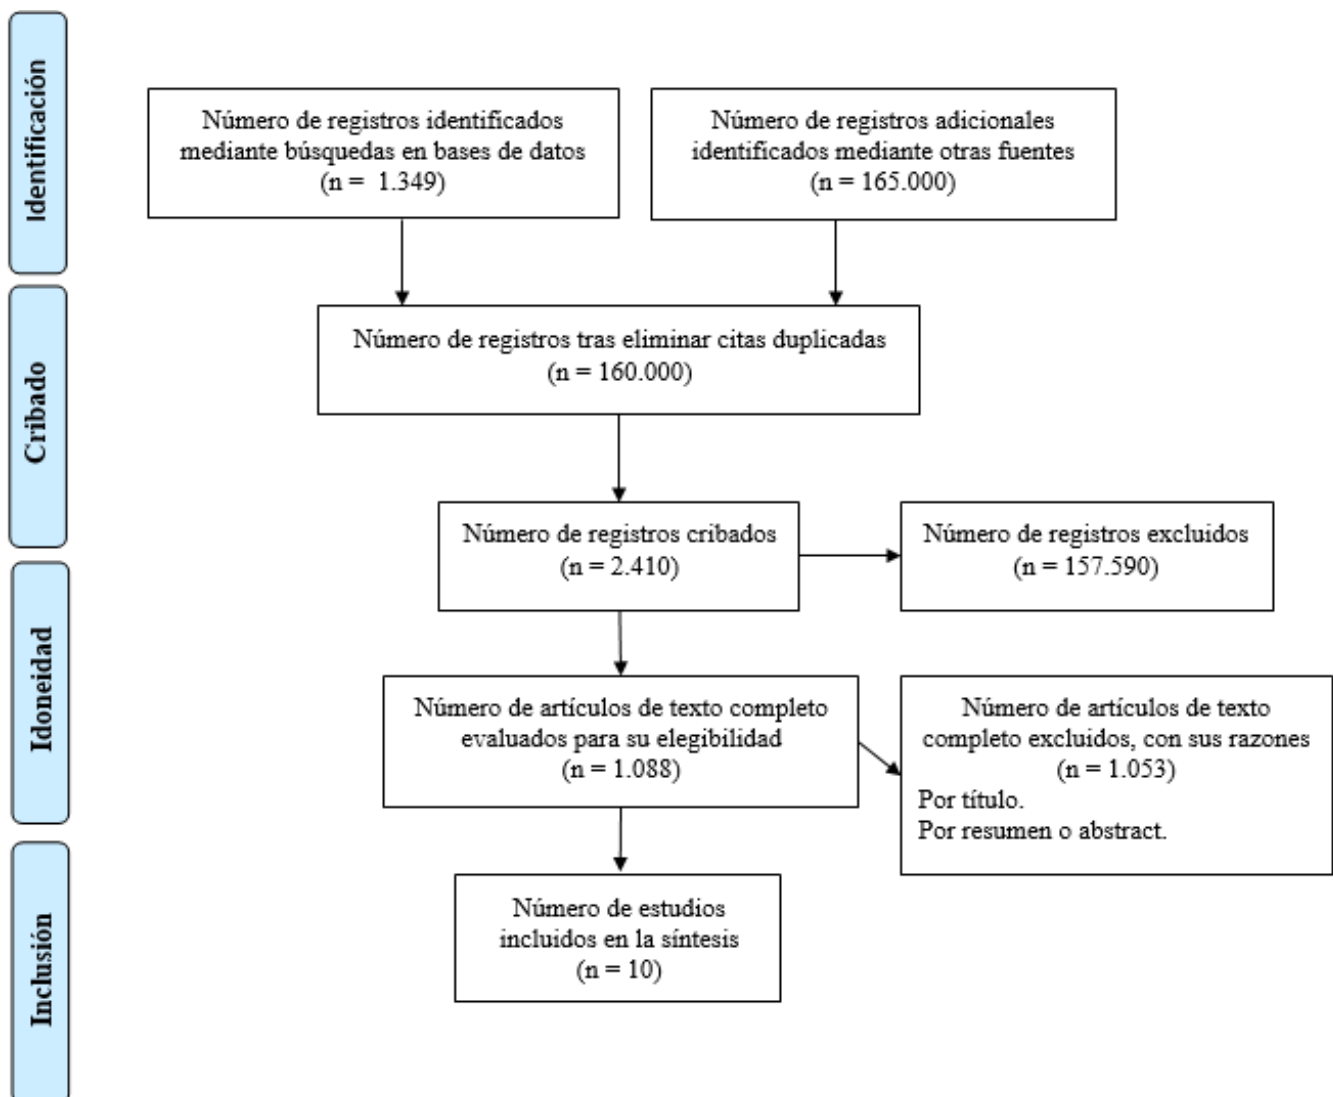 Identificación
Número de registros identificados
mediante búsquedas en bases de datos
(n = 1.349)
Número de registros adicionales
identificados mediante otras fuentes
(n = 165.000)
Cribado
Número de registros tras eliminar citas duplicadas
(n = 160.000)
Número de registros cribados
(n = 2.410)
Número de registros excluidos
(n = 157.590)
Idoneidad
Número de artículos de texto completo
evaluados para su elegibilidad
(n = 1.088)
Número de artículos de texto
completo excluidos, con sus razones
(n = 1.053)
Por título.
Por resumen o abstract.
Inclusión
Número de estudios
incluidos en la síntesis
(n = 10)